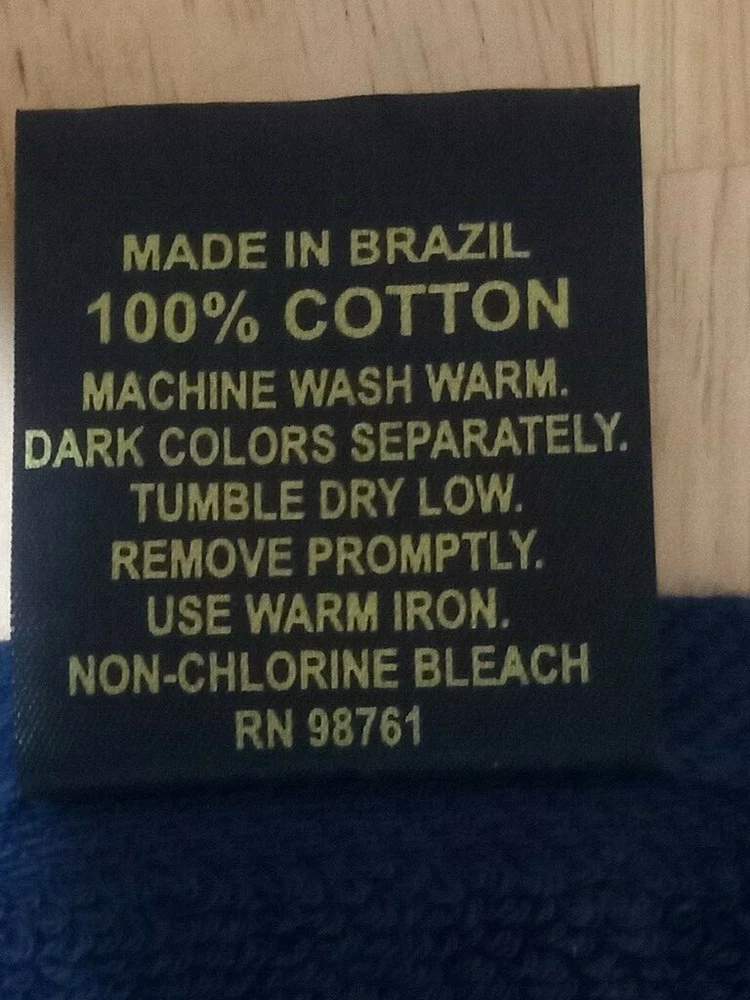 MADE IN BRAZIL
100% COTTON
MACHINE WASH WARM.
DARK COLORS SEPARATELY.
TUMBLE DRY LOW.
REMOVE PROMPTLY.
USE WARM IRON.
NON-CHLORINE BLEACH
RN 98761